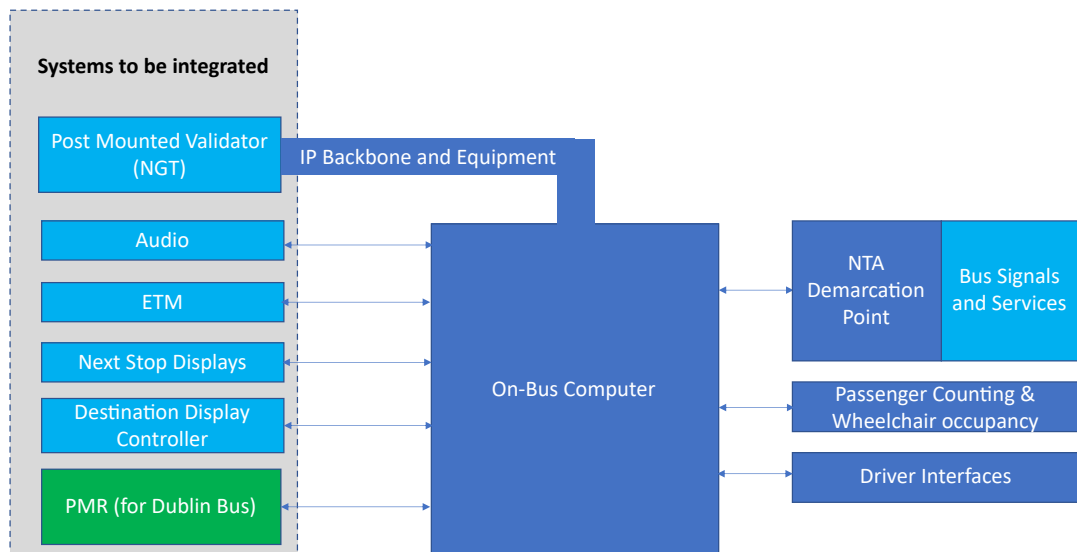 Systems to be integrated
Post Mounted Validator
(NGT)
IP Backbone and Equipment
Audio
ETM
Next Stop Displays
Destination Display
Controller
PMR (for Dublin Bus)
On-Bus Computer
NTA
Demarcation
Point
Bus Signals
and Services
Passenger Counting &
Wheelchair occupancy
Driver Interfaces